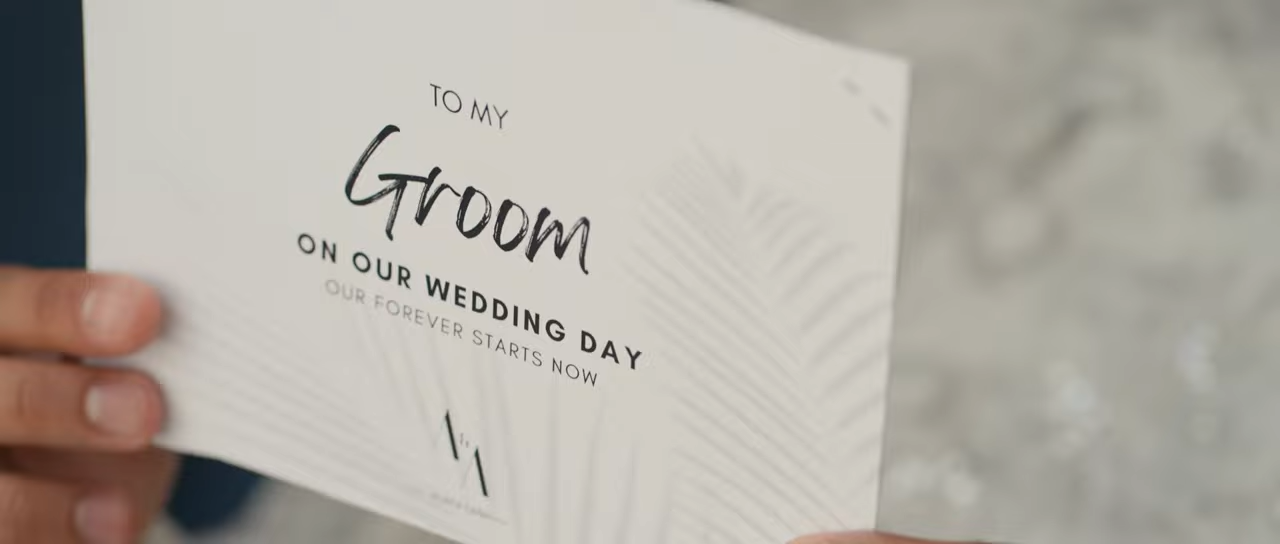 TO MY
Groom
ON OUR WEDDING DAY
OUR FOREVER STARTS NOW
A & A